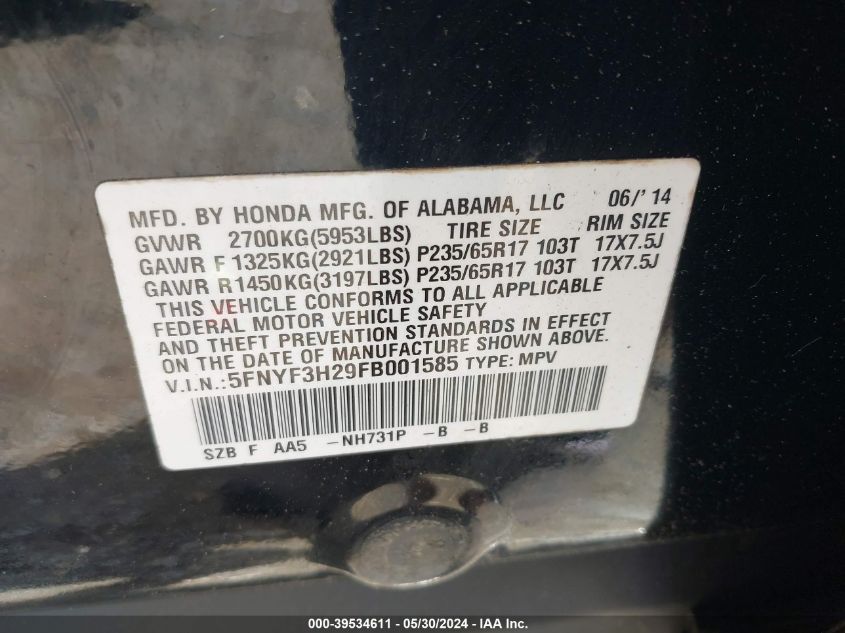 MFD. BY HONDA MFG. OF ALABAMA, LLC 06/'14
GVWR 2700KG(5953LBS) TIRE SIZE RIM SIZE
GAWR F 1325KG(2921LBS) P235/65R17 103T 17X7.5J
GAWR R 1450KG(3197LBS) P235/65R17 103T 17X7.5J
THIS VEHICLE CONFORMS TO ALL APPLICABLE
FEDERAL MOTOR VEHICLE SAFETY
AND THEFT PREVENTION STANDARDS IN EFFECT
ON THE DATE OF MANUFACTURE SHOWN ABOVE.
V.I.N.:5FNYF3H29FB001585 TYPE: MPV
SZB F AA5 -NH731P -B -B
000-39534611 - 05/30/2024 - IAA Inc.